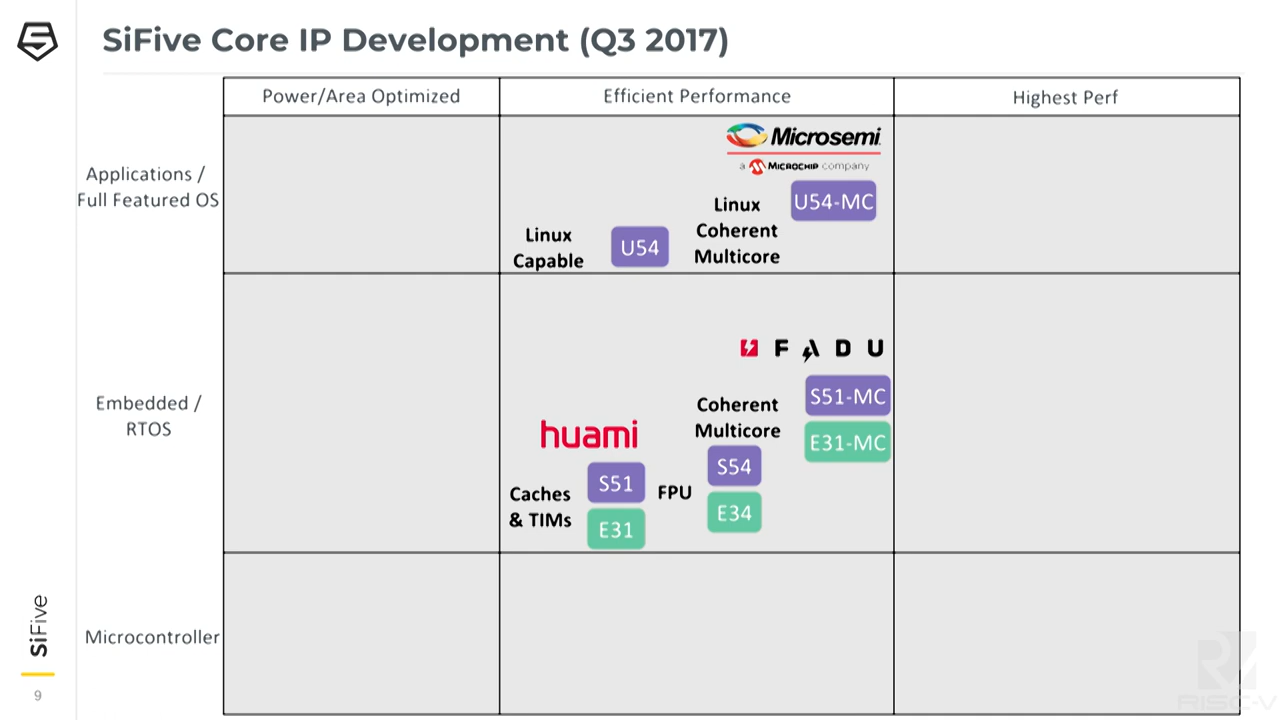 SiFive Core IP Development (Q3 2017)
Power/Area Optimized
Efficient Performance
Highest Perf
Applications /
Full Featured OS
Microsemi
a MICROCHIP company
U54-MC
Linux
Coherent
Multicore
Linux
Capable
U54
Embedded /
RTOS
FADU
S51-MC
E31-MC
Coherent
Multicore
huami
S54
E34
FPU
S51
E31
Caches
& TIMs
Microcontroller
SiFive
9
RISC-V